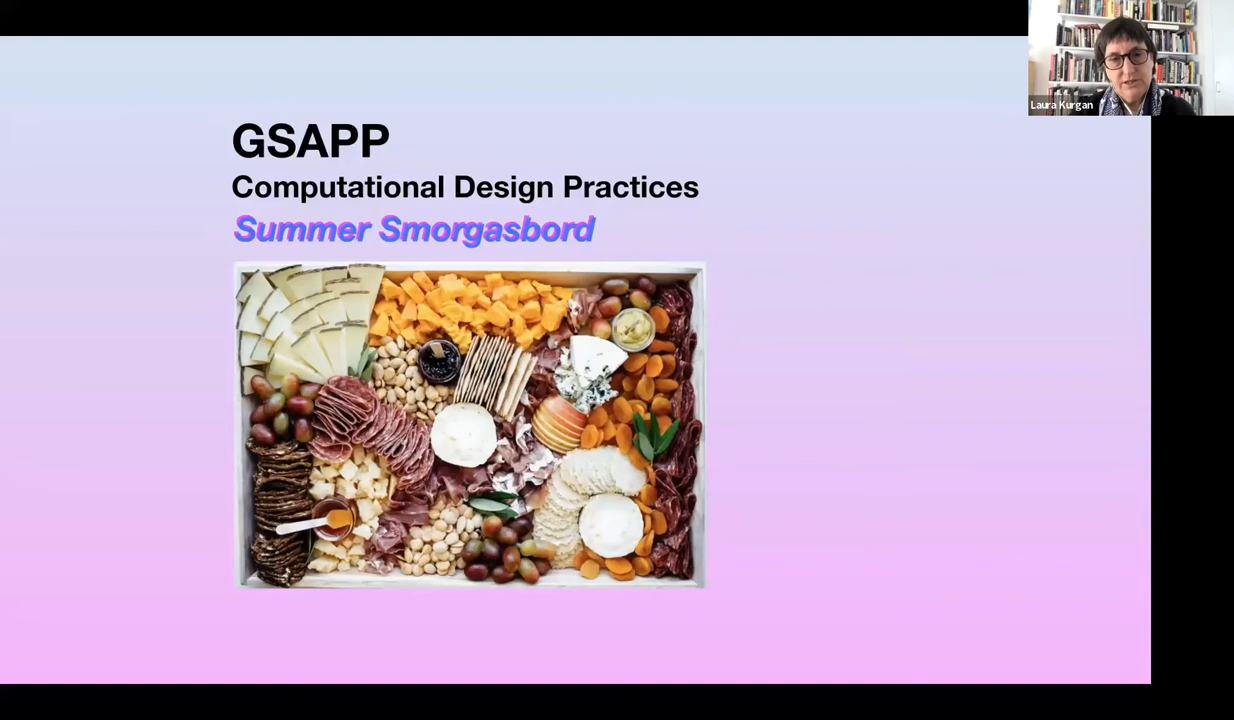 GSAPP
Computational Design Practices
Summer Smorgasbord
Laura Kurgan